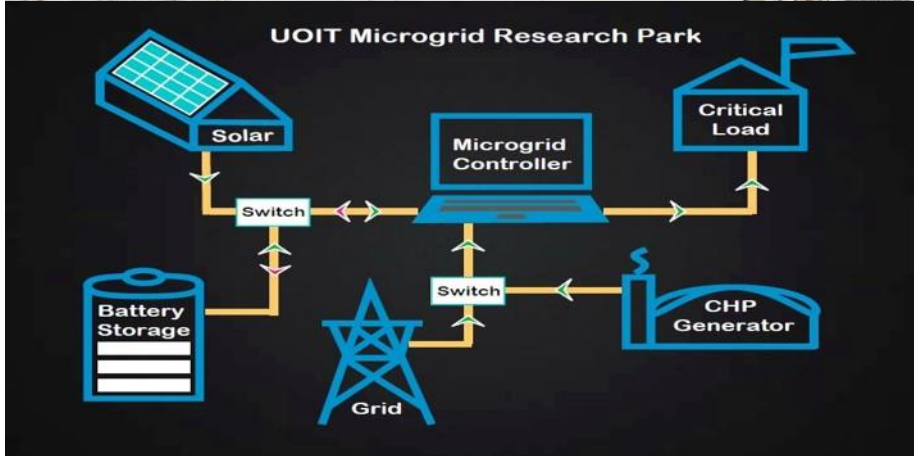 UOIT Microgrid Research Park
Solar
Microgrid
Controller
Critical
Load
Switch
Battery
Storage
Switch
Grid
CHP
Generator